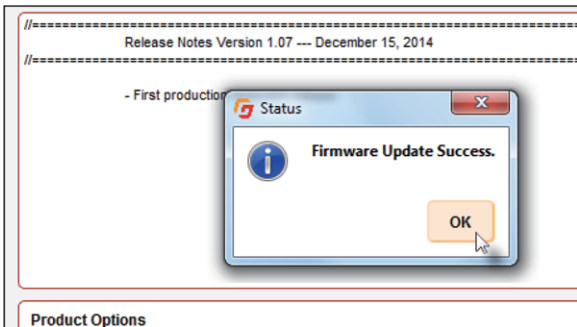 //==================================================
Release Notes Version 1.07 --- December 15, 2014
//==================================================
- First production
Status
Firmware Update Success.
OK
Product Options